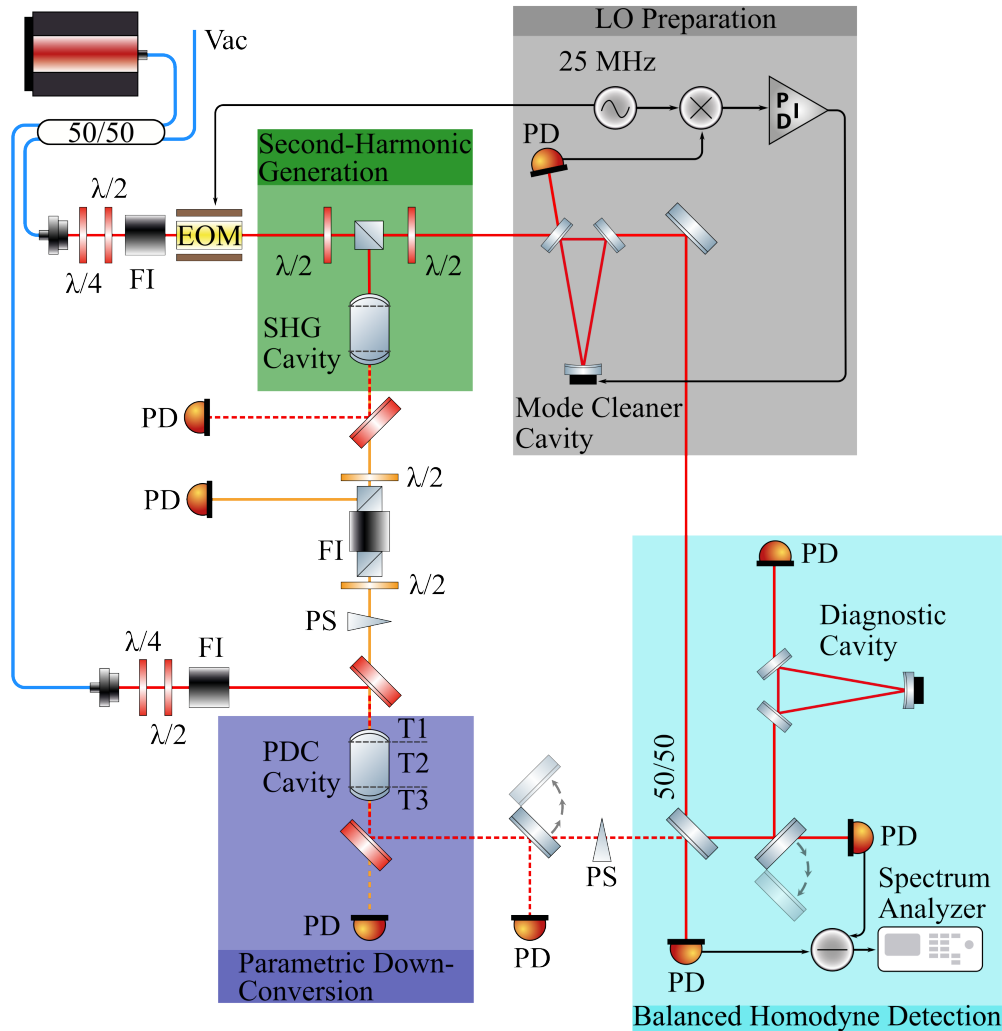 LO Preparation
Vac
25 MHz
P
I
D
PD
50/50
Second-Harmonic
Generation
λ/2
EOM
λ/4
FI
λ/2
λ/2
SHG
Cavity
Mode Cleaner
Cavity
PD
PD
λ/2
FI
λ/2
PS
PD
Diagnostic
Cavity
λ/4
FI
λ/2
PDC
Cavity
T1
T2
T3
50/50
PS
PD
Spectrum
Analyzer
PD
PD
PD
Parametric Down-
Conversion
Balanced Homodyne Detection